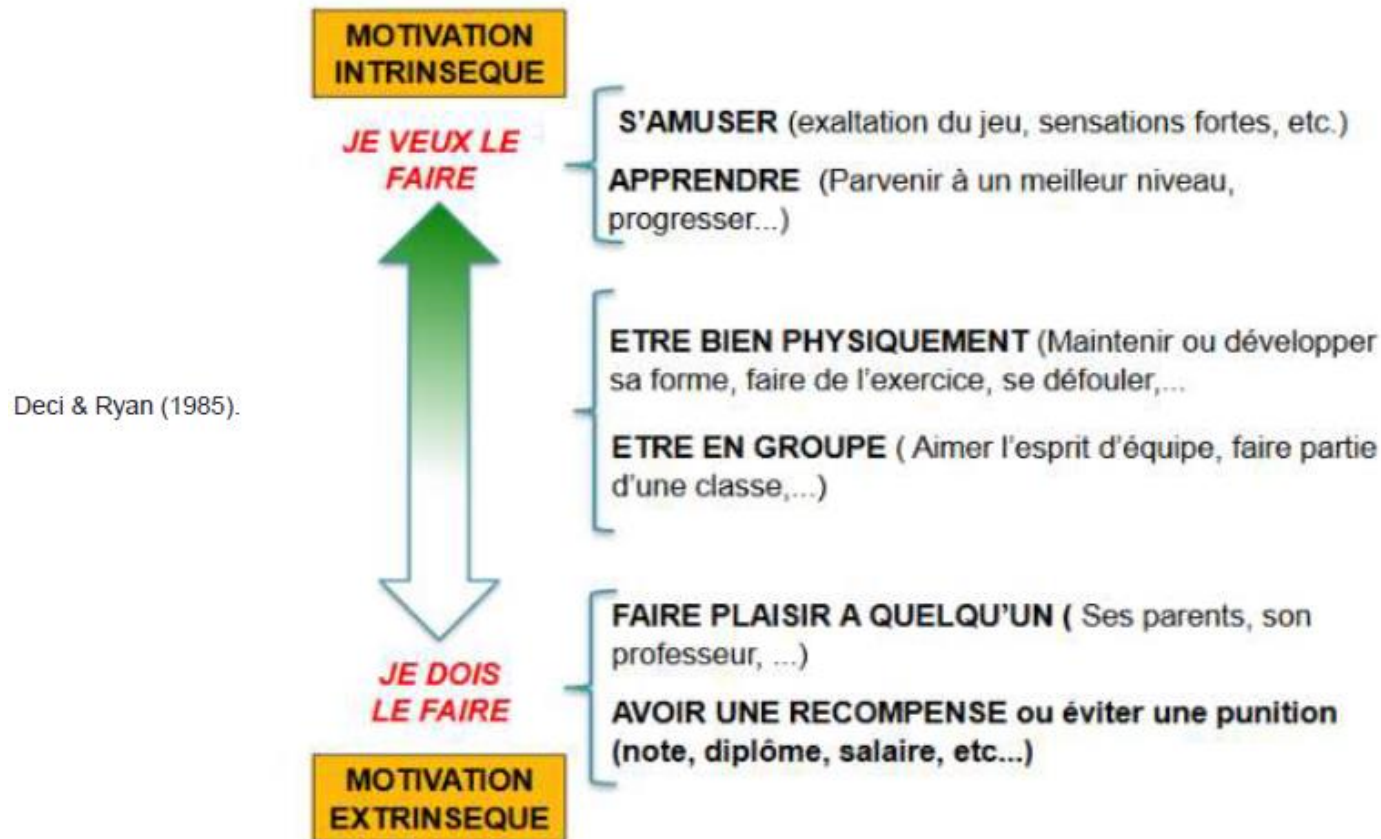 MOTIVATION
INTRINSEQUE
JE VEUX LE
FAIRE
S'AMUSER (exaltation du jeu, sensations fortes, etc.)
APPRENDRE (Parvenir à un meilleur niveau,
progresser...)
ETRE BIEN PHYSIQUEMENT (Maintenir ou développer
sa forme, faire de l'exercice, se défouler,...
Deci & Ryan (1985).
ETRE EN GROUPE ( Aimer l'esprit d'équipe, faire partie
d'une classe,...)
FAIRE PLAISIR A QUELQU'UN ( Ses parents, son
professeur, ...)
JE DOIS
LE FAIRE
AVOIR UNE RECOMPENSE ou éviter une punition
(note, diplôme, salaire, etc...)
MOTIVATION
EXTRINSEQUE